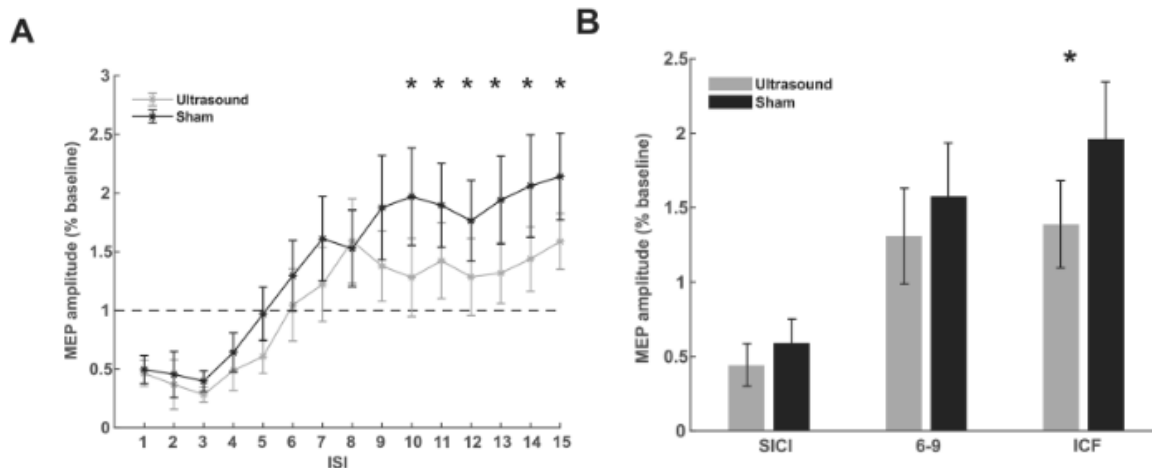 A
3
2.5
2
1.5
1
0.5
0
MEP amplitude (% baseline)
Ultrasound
Sham
* * * * * *
1 2 3 4 5 6 7 8 9 10 11 12 13 14 15
ISI
B
2.5
2
1.5
1
0.5
0
MEP amplitude (% baseline)
Ultrasound
Sham
*
SICI 6-9 ICF